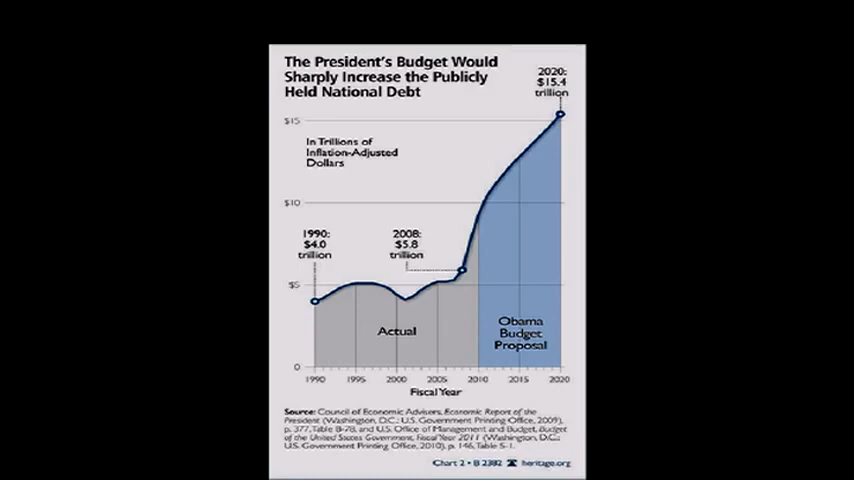 The President's Budget Would
Sharply Increase the Publicly
Held National Debt
2020:
$15.4
trillion
$15
In Trillions of
Inflation-Adjusted
Dollars
$10
1990:
$4.0
trillion
2008:
$5.8
trillion
$5
Actual
Obama
Budget
Proposal
0
1990 1995 2000 2005 2010 2015 2020
Fiscal Year
Source: Council of Economic Advisers, Economic Report of the
President (Washington, D.C.: U.S. Government Printing Office, 2009),
p. 377, Table B-78, and U.S. Office of Management and Budget, Budget
of the United States Government, Fiscal Year 2011 (Washington, D.C.:
U.S. Government Printing Office, 2010), p. 146, Table S-1.
Chart 2 • B 2382 heritage.org